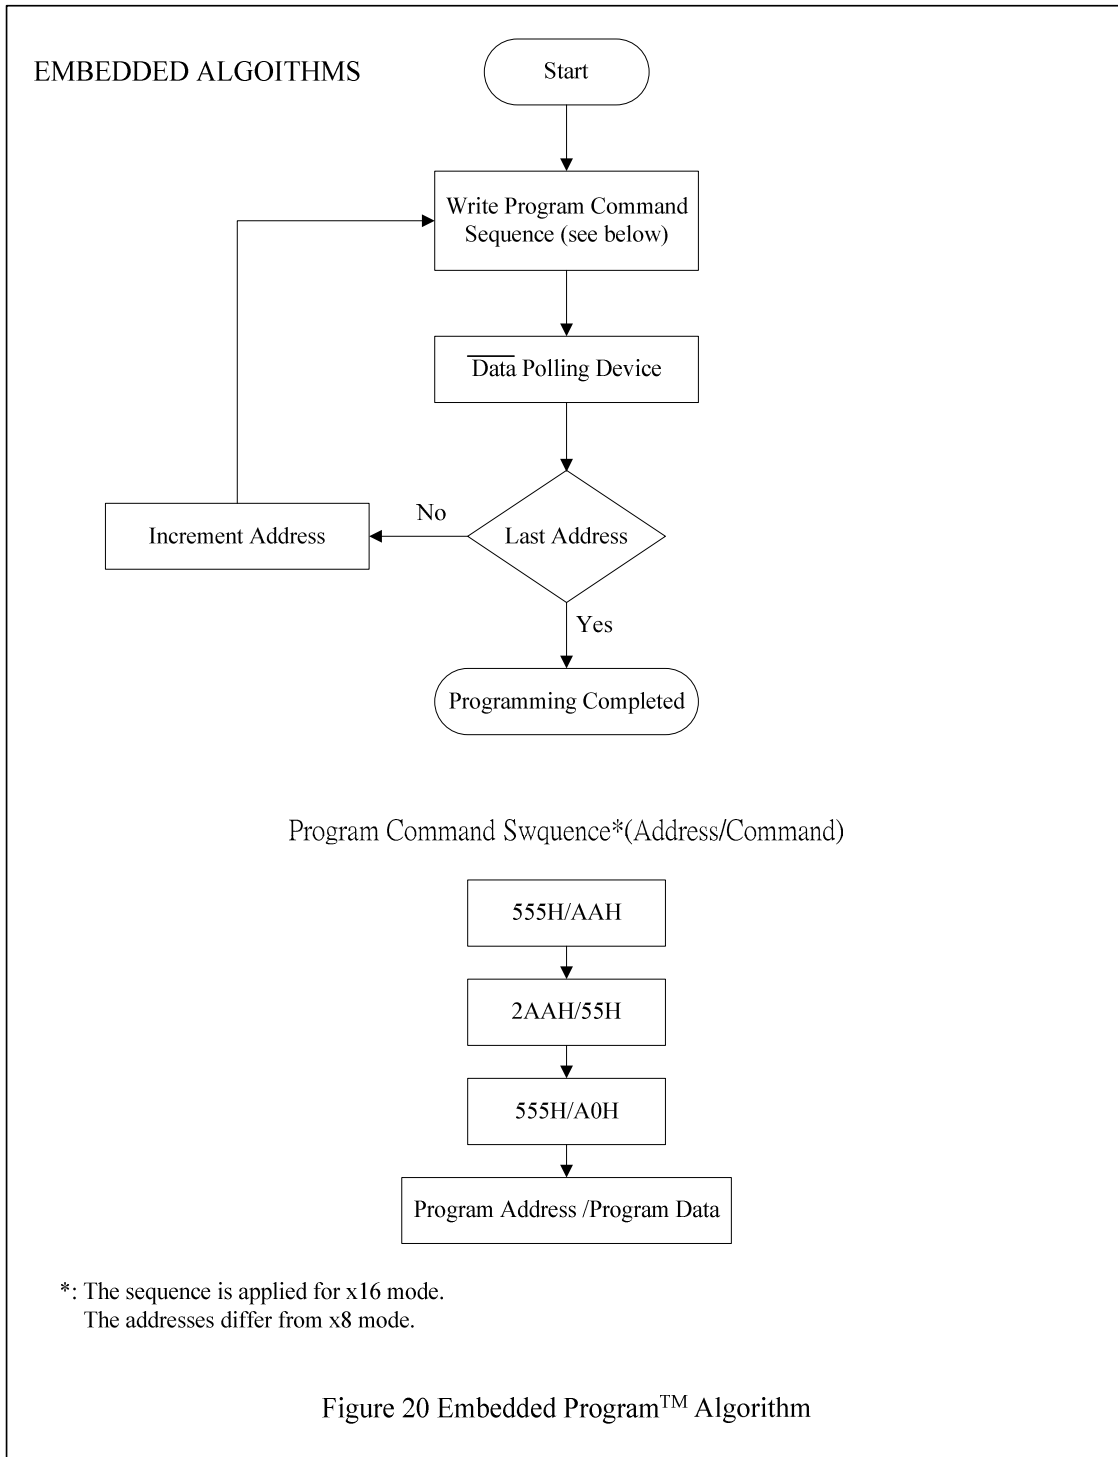 EMBEDDED ALGOITHMS
Start
Write Program Command
Sequence (see below)
Data Polling Device
No
Increment Address
Last Address
Yes
Programming Completed
Program Command Swquence*(Address/Command)
555H/AAH
2AAH/55H
555H/A0H
Program Address /Program Data
*: The sequence is applied for x16 mode.
The addresses differ from x8 mode.
Figure 20 Embedded Program™ Algorithm